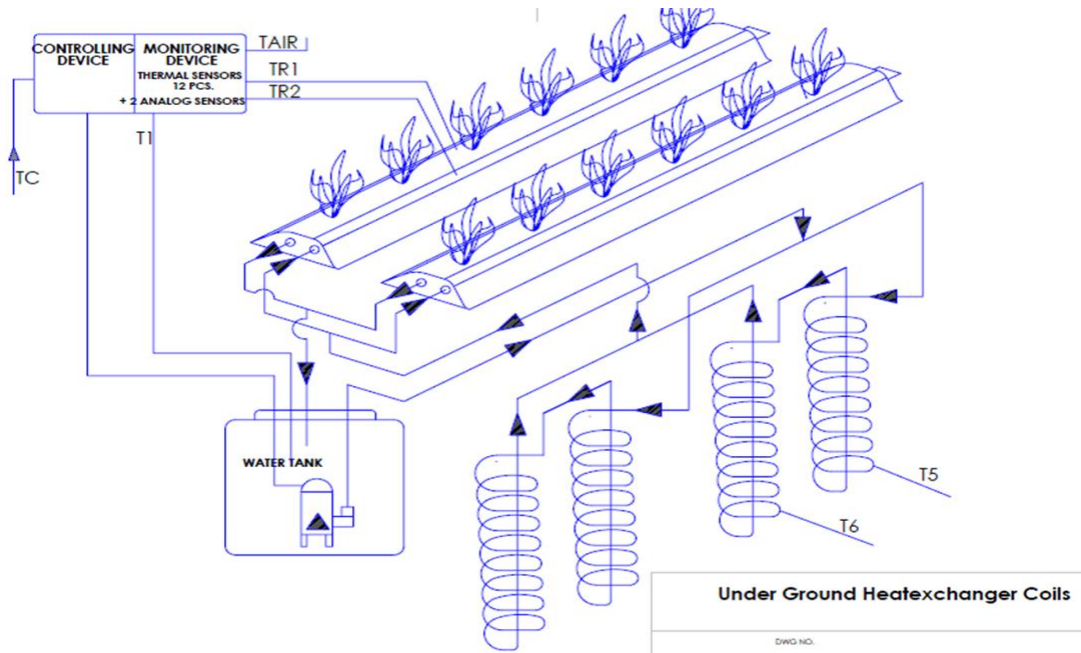 CONTROLLING
DEVICE
MONITORING
DEVICE
THERMAL SENSORS
12 PCS.
+ 2 ANALOG SENSORS
TAIR
TR1
TR2
T1
TC
WATER TANK
T5
T6
Under Ground Heatexchanger Coils
DWG NO.